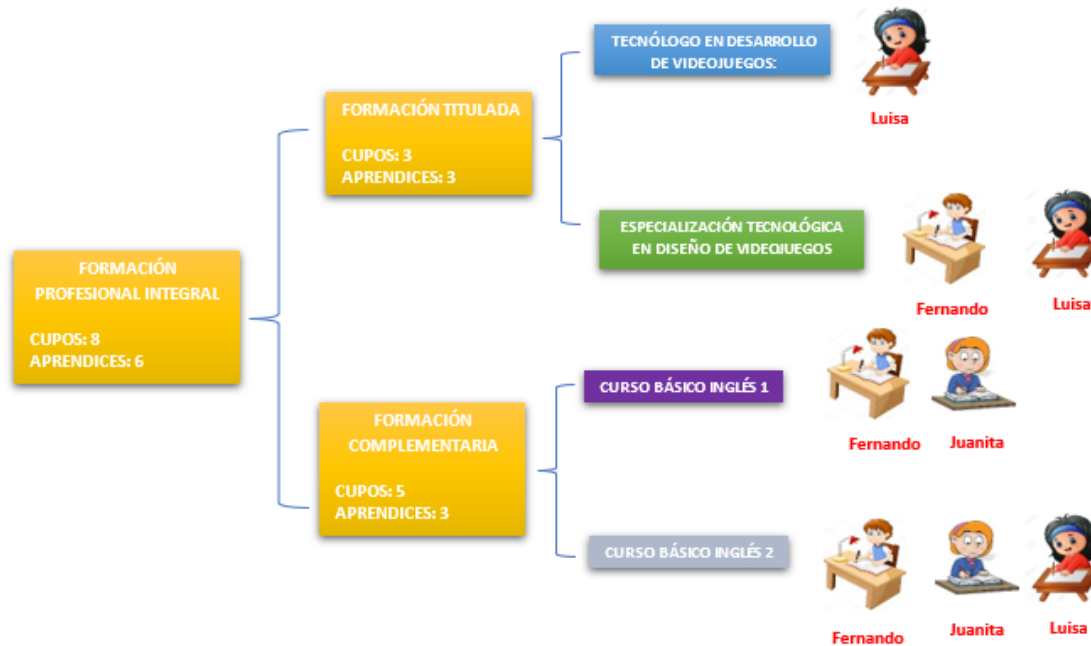 FORMACIÓN
PROFESIONAL INTEGRAL
CUPOS: 8
APRENDICES: 6
FORMACIÓN TITULADA
CUPOS: 3
APRENDICES: 3
TECNÓLOGO EN DESARROLLO
DE VIDEOJUEGOS:
Luisa
ESPECIALIZACIÓN TECNOLÓGICA
EN DISEÑO DE VIDEOJUEGOS
Fernando
Luisa
FORMACIÓN
COMPLEMENTARIA
CUPOS: 5
APRENDICES: 3
CURSO BÁSICO INGLÉS 1
Fernando
Juanita
CURSO BÁSICO INGLÉS 2
Fernando
Juanita
Luisa